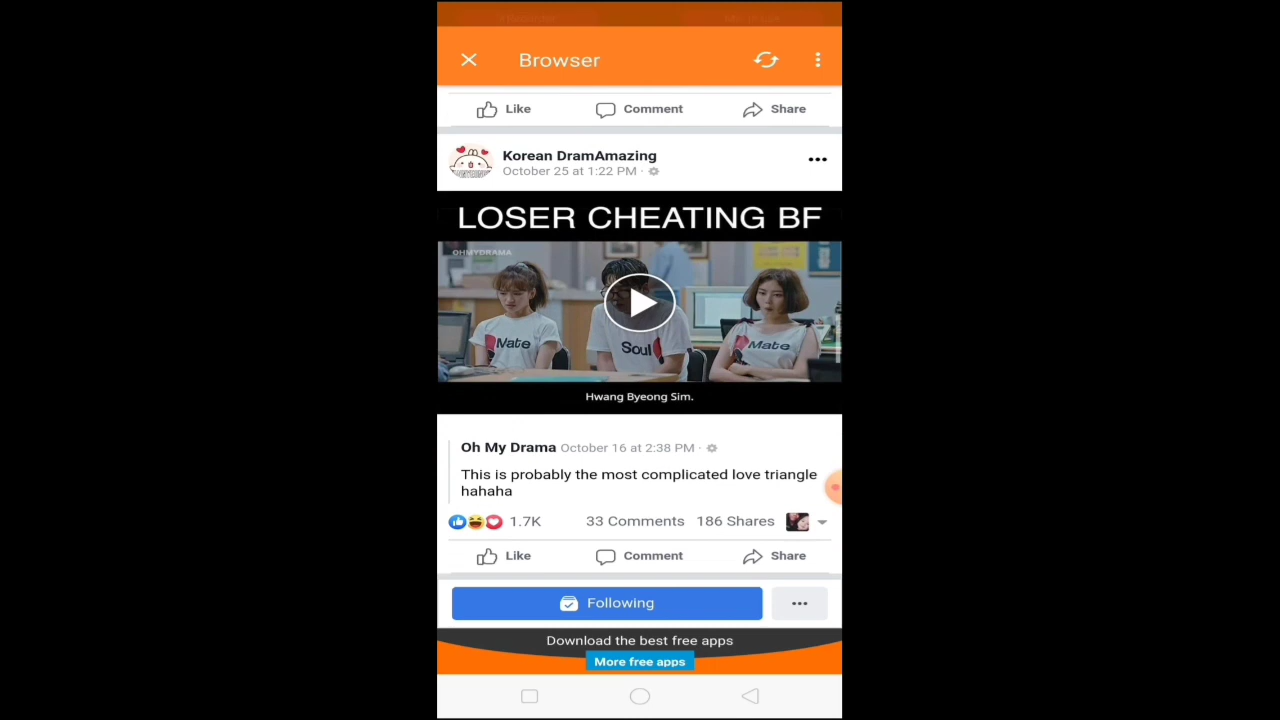 Browser
Like
Comment
Share
Korean DramAmazing
October 25 at 1:22 PM ·
LOSER CHEATING BF
OHMYDRAMA
Mate
Soul
Mate
Hwang Byeong Sim.
Oh My Drama October 16 at 2:38 PM ·
This is probably the most complicated love triangle
hahaha
1.7K
33 Comments
186 Shares
Like
Comment
Share
Following
Download the best free apps
More free apps